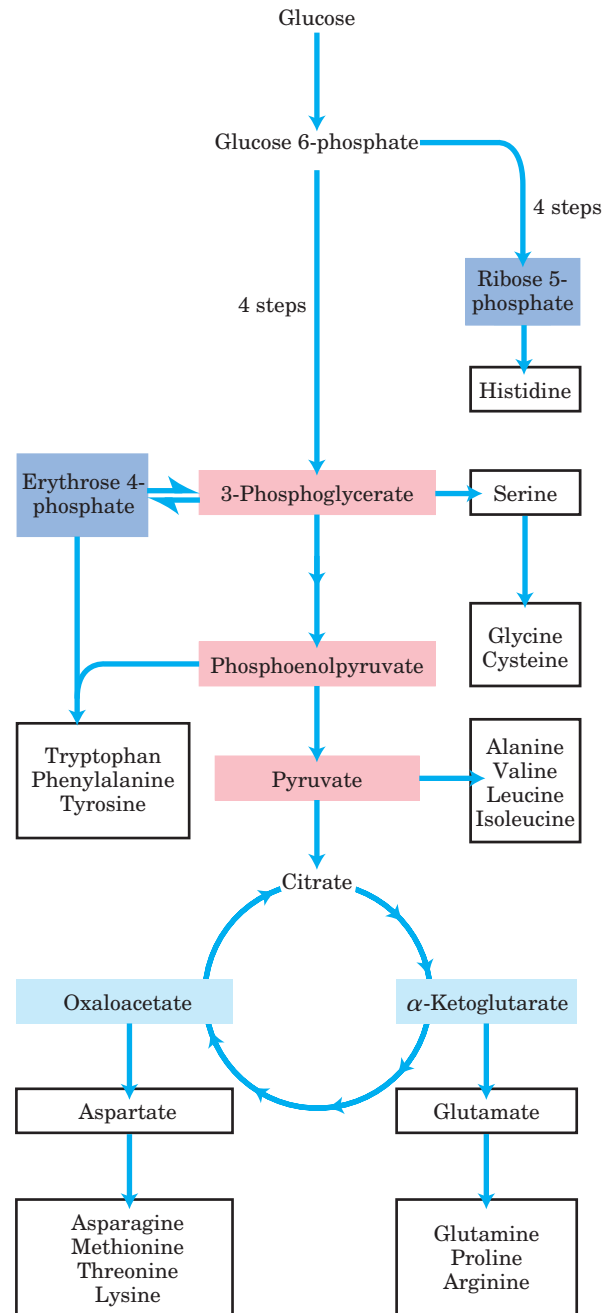 Glucose
Glucose 6-phosphate
4 steps
Ribose 5-
phosphate
4 steps
Histidine
Erythrose 4-
phosphate
3-Phosphoglycerate
Serine
Glycine
Cysteine
Phosphoenolpyruvate
Tryptophan
Phenylalanine
Tyrosine
Pyruvate
Alanine
Valine
Leucine
Isoleucine
Citrate
Oxaloacetate
α-Ketoglutarate
Aspartate
Glutamate
Asparagine
Methionine
Threonine
Lysine
Glutamine
Proline
Arginine